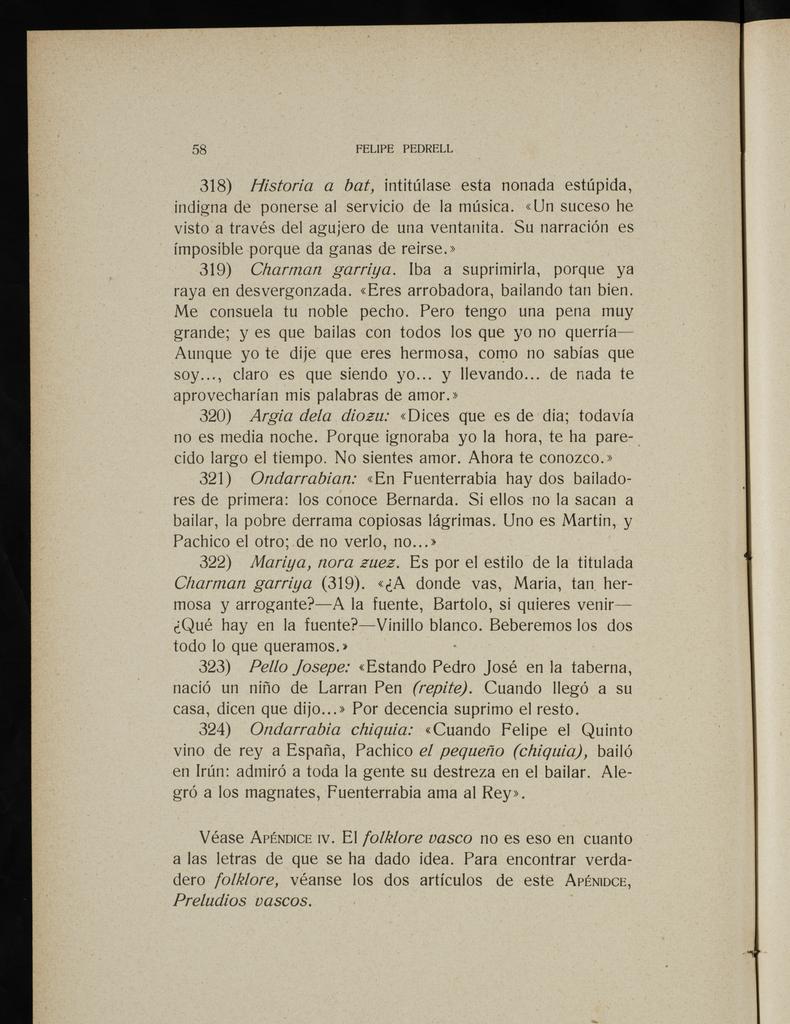 58 FELIPE PEDRELL
318) Historia a bat, intitúlase esta nonada estúpida,
indigna de ponerse al servicio de la música. «Un suceso he
visto a través del agujero de una ventanita. Su narración es
ímposible porque da ganas de reirse.»
319) Charman garriya. Iba a suprimirla, porque ya
raya en desvergonzada. «Eres arrobadora, bailando tan bien.
Me consuela tu noble pecho. Pero tengo una pena muy
grande; y es que bailas con todos los que yo no querría—
Aunque yo te dije que eres hermosa, como no sabías que
soy..., claro es que siendo yo... y llevando... de nada te
aprovecharían mis palabras de amor.»
320) Argia dela diozu: «Dices que es de dia; todavía
no es media noche. Porque ignoraba yo la hora, te ha pare-
cido largo el tiempo. No sientes amor. Ahora te conozco.»
321) Ondarrabian: «En Fuenterrabia hay dos bailado-
res de primera: los conoce Bernarda. Si ellos no la sacan a
bailar, la pobre derrama copiosas lágrimas. Uno es Martin, y
Pachico el otro; de no verlo, no...»
322) Mariya, nora zuez. Es por el estilo de la titulada
Charman garriya (319). «¿A donde vas, Maria, tan her-
mosa y arrogante?—A la fuente, Bartolo, si quieres venir—
¿Qué hay en la fuente?—Vinillo blanco. Beberemos los dos
todo lo que queramos.»
323) Pello Josepe: «Estando Pedro José en la taberna,
nació un niño de Larran Pen (repite). Cuando llegó a su
casa, dicen que dijo...» Por decencia suprimo el resto.
324) Ondarrabia chiquia: «Cuando Felipe el Quinto
vino de rey a España, Pachico el pequeño (chiquia), bailó
en Irún: admiró a toda la gente su destreza en el bailar. Ale-
gró a los magnates, Fuenterrabia ama al Rey».
Véase APÉNDICE IV. El folklore vasco no es eso en cuanto
a las letras de que se ha dado idea. Para encontrar verda-
dero folklore, véanse los dos artículos de este APÉNIDCE,
Preludios vascos.